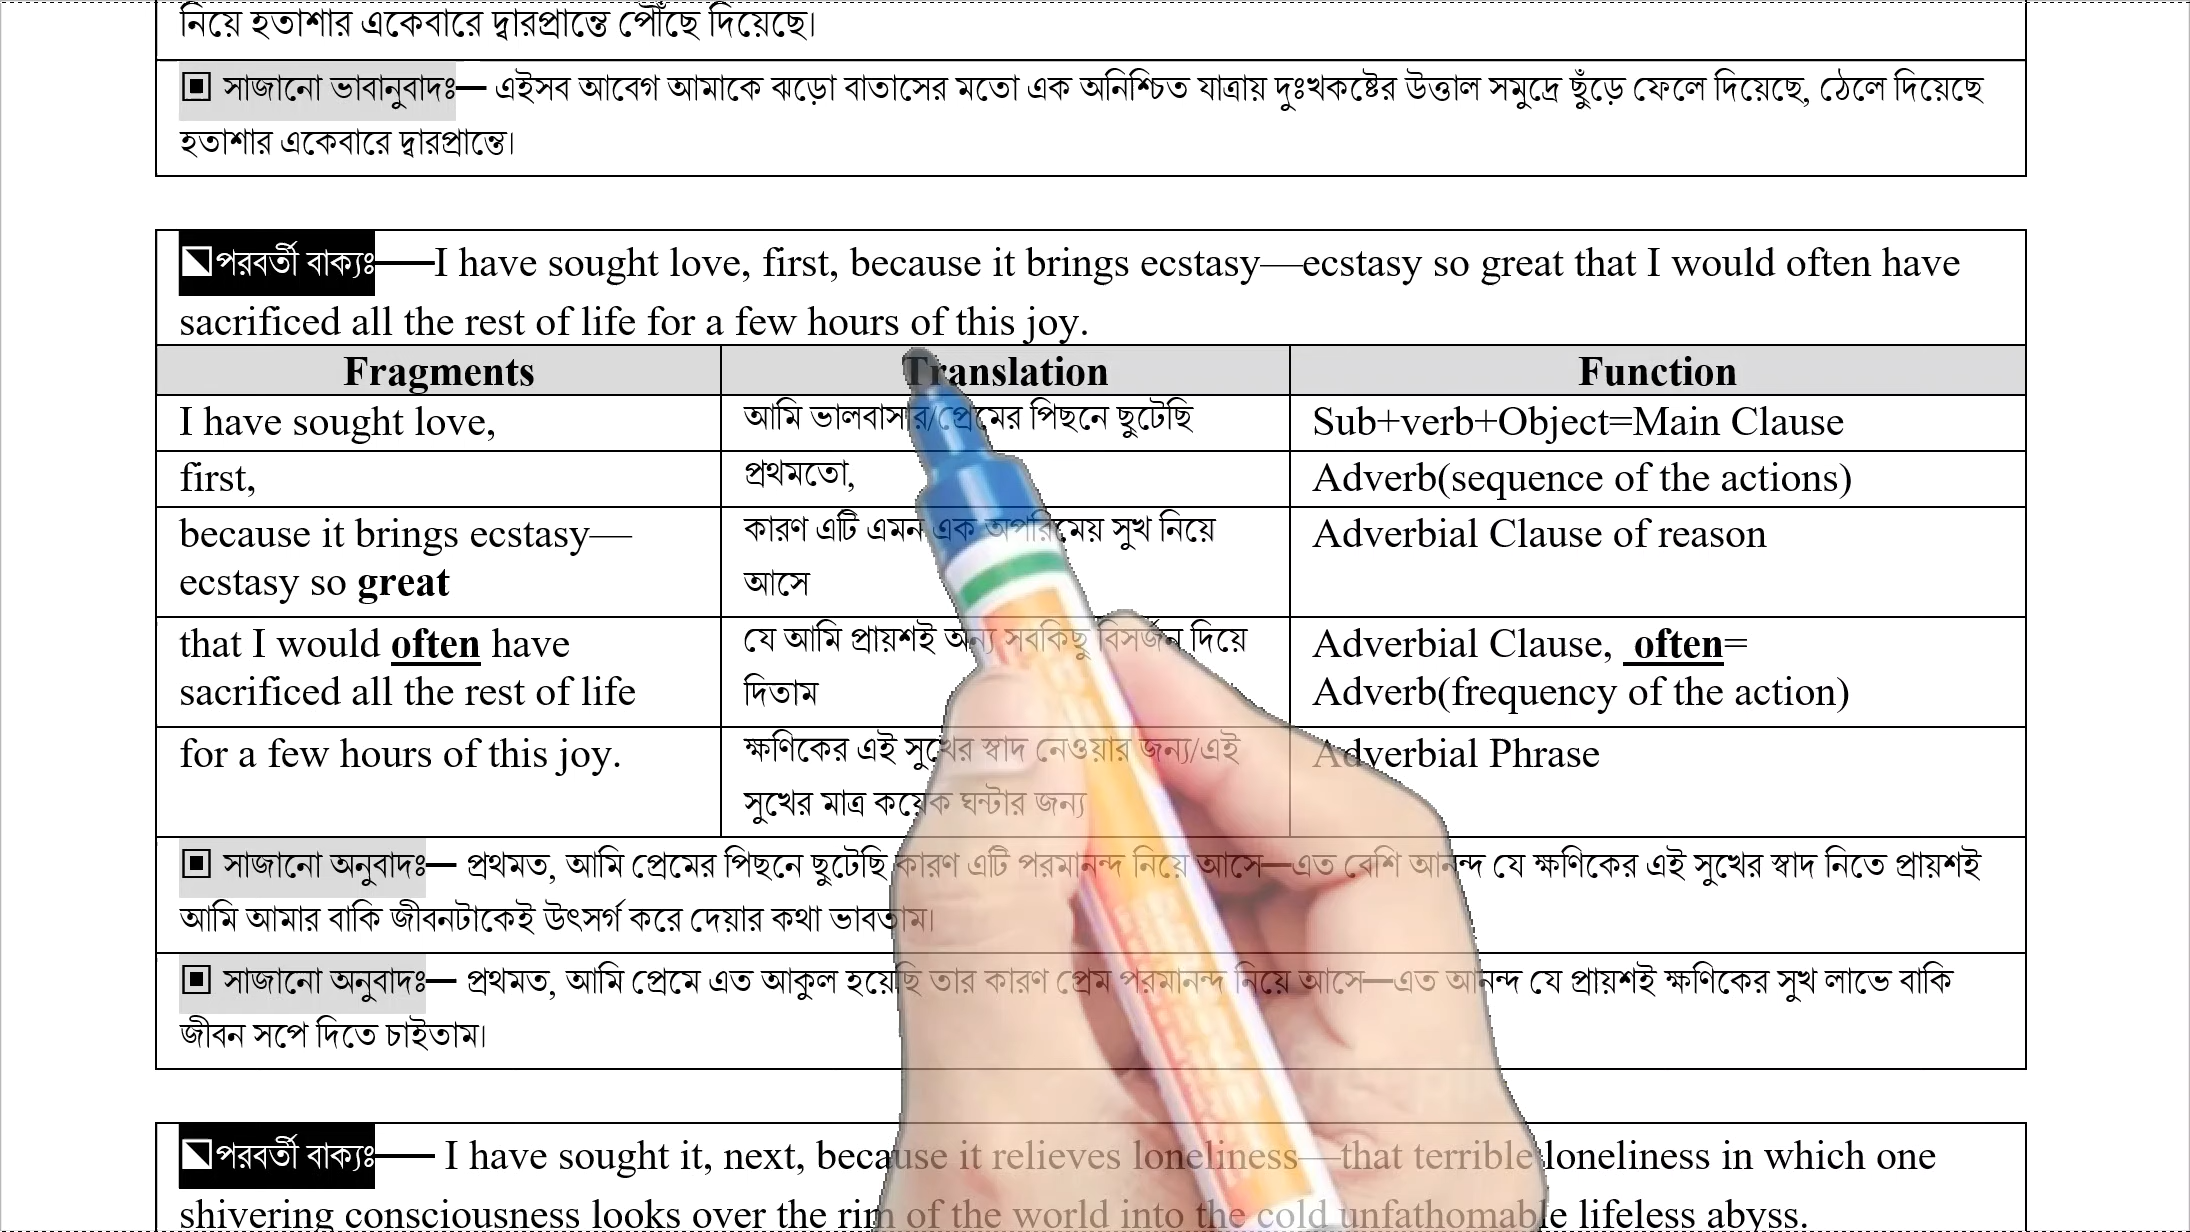 নিয়ে হতাশার একেবারে দ্বারপ্রান্তে পৌঁছে দিয়েছে।
▣ সাজানো ভাবানুবাদঃ— এইসব আবেগ আমাকে ঝড়ো বাতাসের মতো এক অনিশ্চিত যাত্রায় দুঃখকষ্টের উত্তাল সমুদ্রে ছুঁড়ে ফেলে দিয়েছে, ঠেলে দিয়েছে
হতাশার একেবারে দ্বারপ্রান্তে।
পরবর্তী বাক্যঃ——I have sought love, first, because it brings ecstasy—ecstasy so great that I would often have
sacrificed all the rest of life for a few hours of this joy.
Fragments Translation Function
I have sought love, আমি ভালবাসার/প্রেমের পিছনে ছুটেছি Sub+verb+Object=Main Clause
first, প্রথমতো, Adverb(sequence of the actions)
because it brings ecstasy— কারণ এটি এমন এক অপরিমেয় সুখ নিয়ে Adverbial Clause of reason
ecstasy so great আসে
that I would often have যে আমি প্রায়শই অন্য সবকিছু বিসর্জন দিয়ে Adverbial Clause, often=
sacrificed all the rest of life দিতাম Adverb(frequency of the action)
for a few hours of this joy. ক্ষণিকের এই সুখের স্বাদ নেওয়ার জন্য/এই Adverbial Phrase
সুখের মাত্র কয়েক ঘন্টার জন্য
▣ সাজানো অনুবাদঃ— প্রথমত, আমি প্রেমের পিছনে ছুটেছি কারণ এটি পরমানন্দ নিয়ে আসে—এত বেশি আনন্দ যে ক্ষণিকের এই সুখের স্বাদ নিতে প্রায়শই
আমি আমার বাকি জীবনটাকেই উৎসর্গ করে দেয়ার কথা ভাবতাম।
▣ সাজানো অনুবাদঃ— প্রথমত, আমি প্রেমে এত আকুল হয়েছি তার কারণ প্রেম পরমানন্দ নিয়ে আসে—এত আনন্দ যে প্রায়শই ক্ষণিকের সুখ লাভে বাকি
জীবন সপে দিতে চাইতাম।
পরবর্তী বাক্যঃ—— I have sought it, next, because it relieves loneliness—that terrible loneliness in which one
shivering consciousness looks over the rim of the world into the cold unfathomable lifeless abyss.